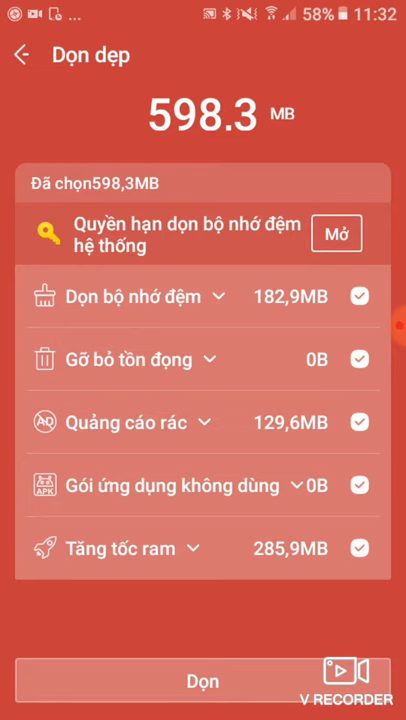 ... 58% 11:32
Dọn dẹp
598.3 MB
Đã chọn598,3MB
Quyền hạn dọn bộ nhớ đệm
hệ thống
Mở
Dọn bộ nhớ đệm 182,9MB
Gỡ bỏ tồn đọng 0B
AD Quảng cáo rác 129,6MB
APK Gói ứng dụng không dùng 0B
Tăng tốc ram 285,9MB
Dọn
V RECORDER